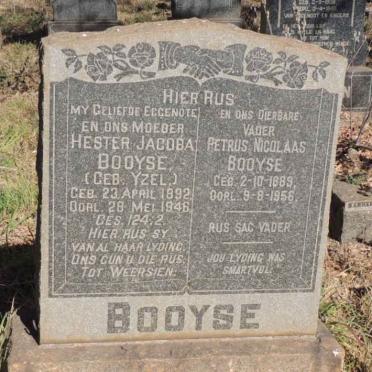 HIER RUS
MY GELIEFDE EGGENOTE
EN ONS MOEDER
HESTER JACOBA
BOOYSE,
(GEB. YZEL.)
GEB. 23 APRIL 1892
OORL. 28 MEI 1946
GES. 124.2.
HIER RUS SY
VAN AL HAAR LYDING,
ONS GUN U DIE RUS,
TOT WEERSIEN.
EN ONS DIERBARE
VADER
PETRUS NICOLAAS
BOOYSE
GEB. 2-10-1889.
OORL. 9-8-1956.
RUS SAG VADER
JOU LYDING WAS
SMARTVOL.
BOOYSE